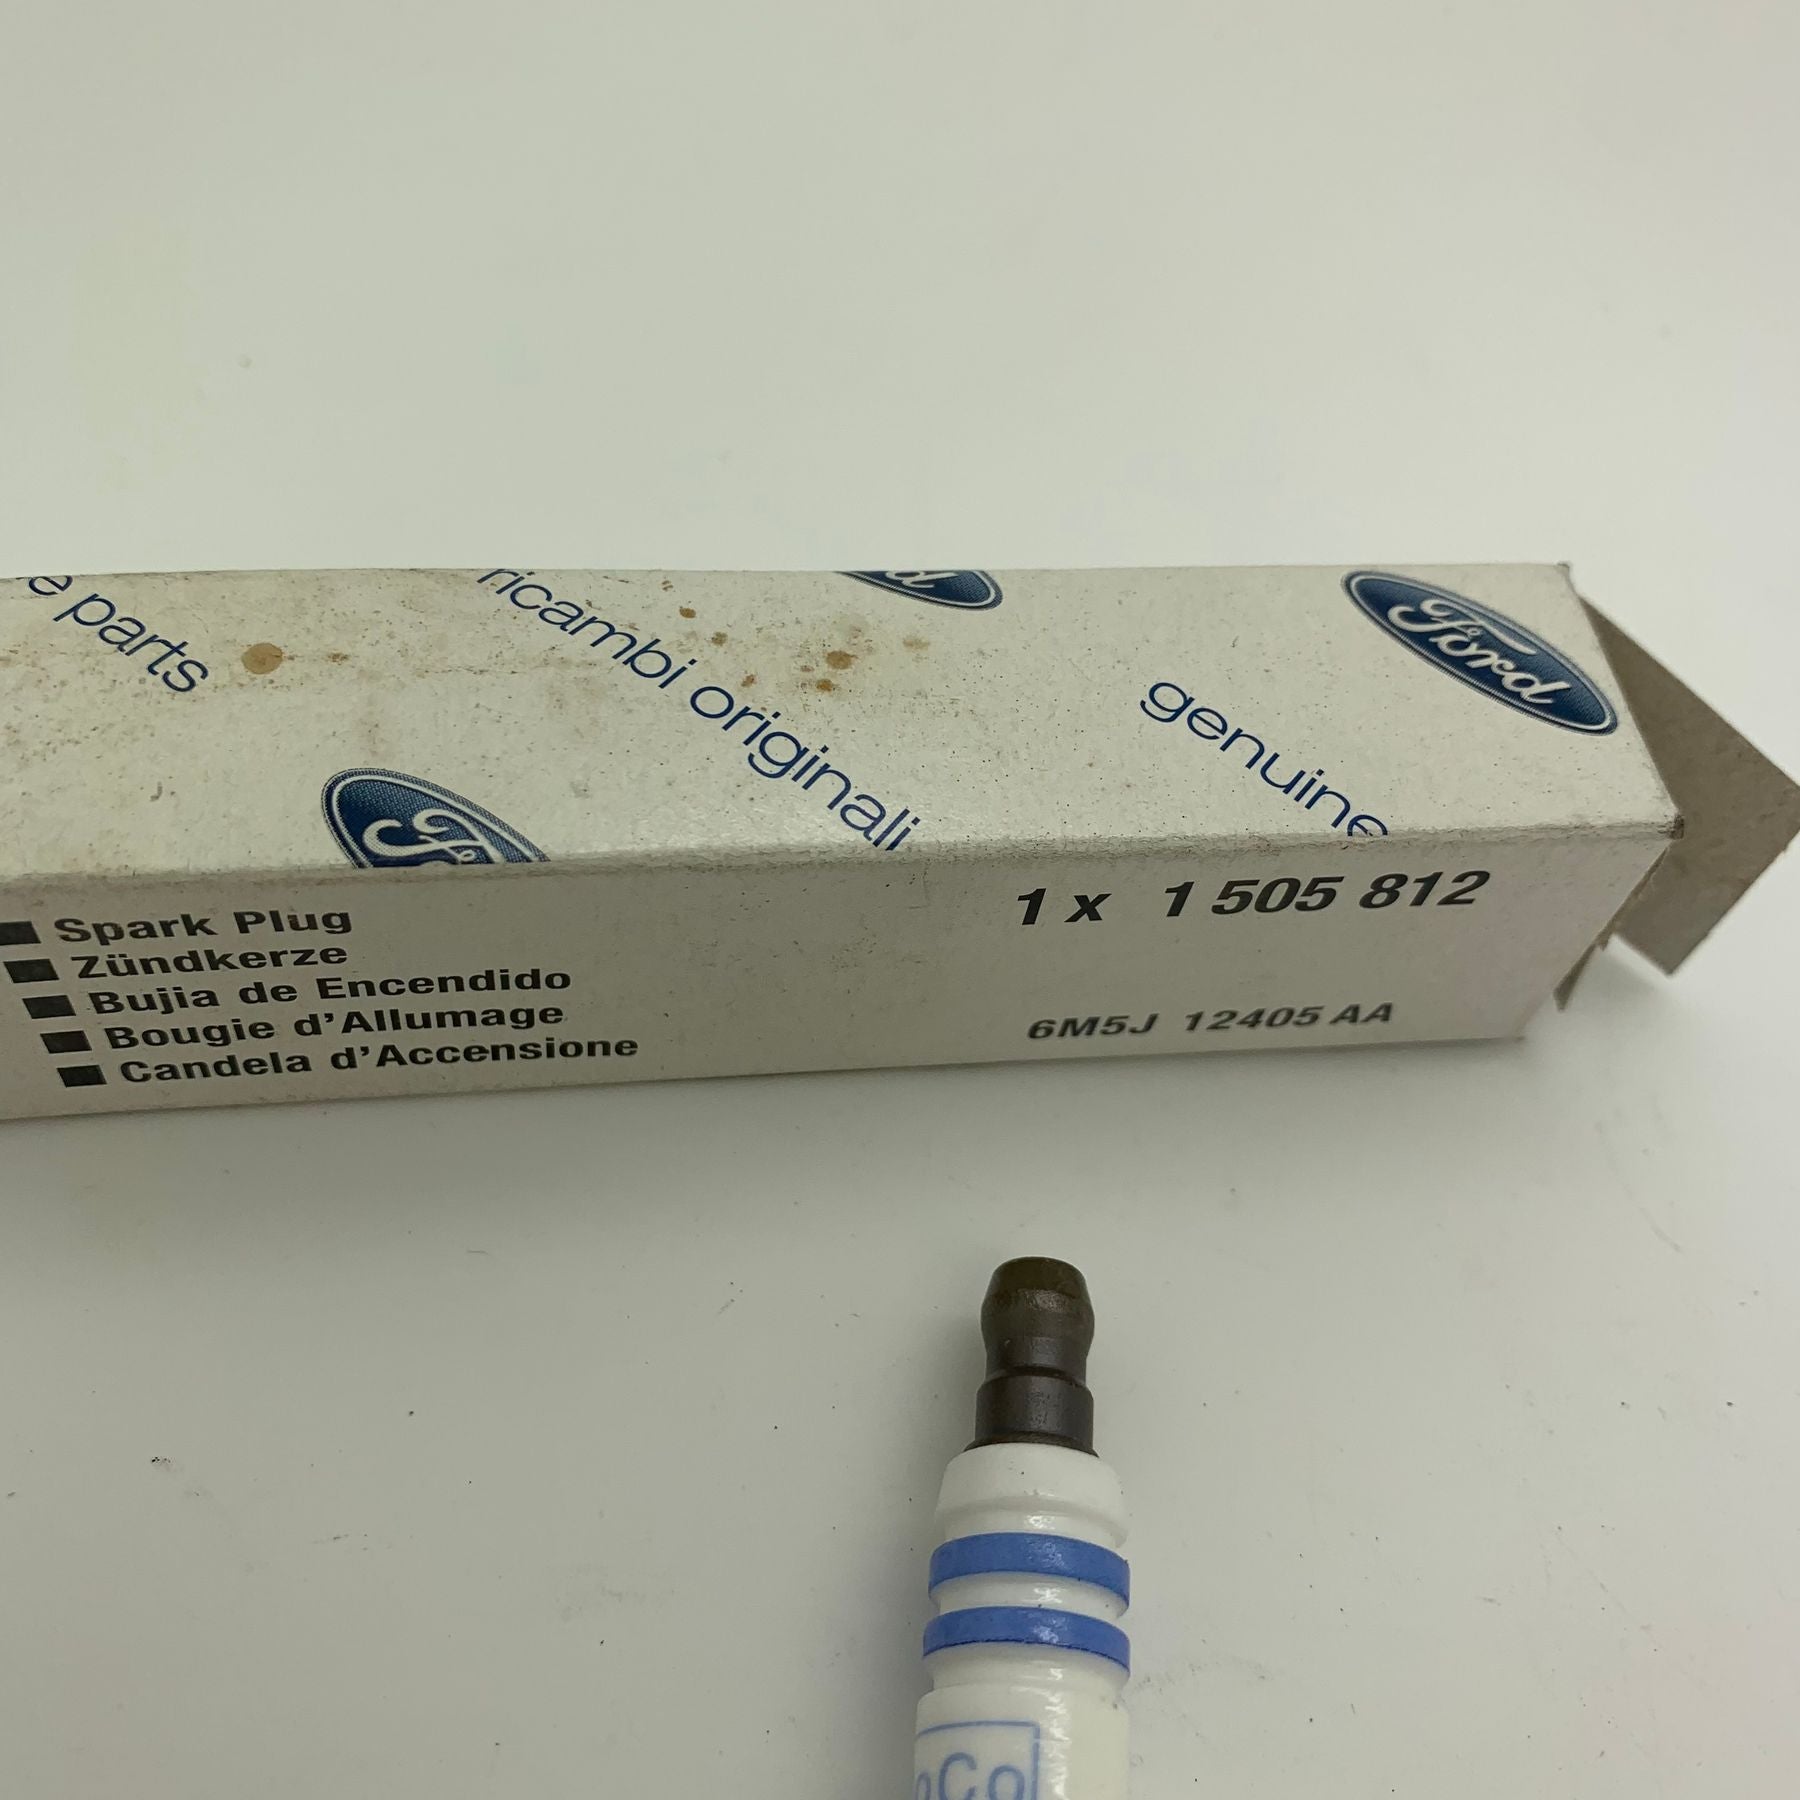 e parts
ricambi originali
genuine
Ford
Spark Plug
Zündkerze
Bujia de Encendido
Bougie d'Allumage
Candela d'Accensione
1 x 1 505 812
6M5J 12405 AA
oCo